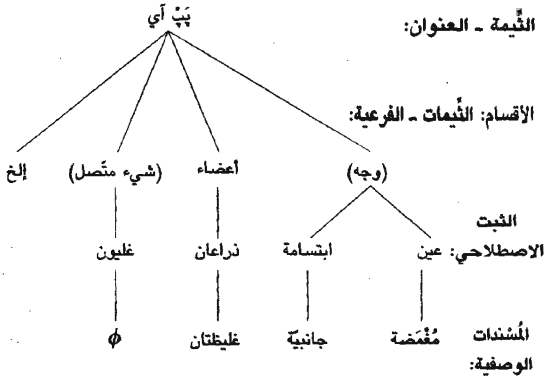 الثِّيمة ـ العنوان: پَپْ آي
الأقسام: الثِّيمات ـ الفرعية:
(وجه) أعضاء (شيء متّصل) إلخ
الثبت
الاصطلاحي: عين ابتسامة ذراعان غليون
المُسْندات مُغْمَضة جانبيّة غليظتان ϕ
الوصفية: